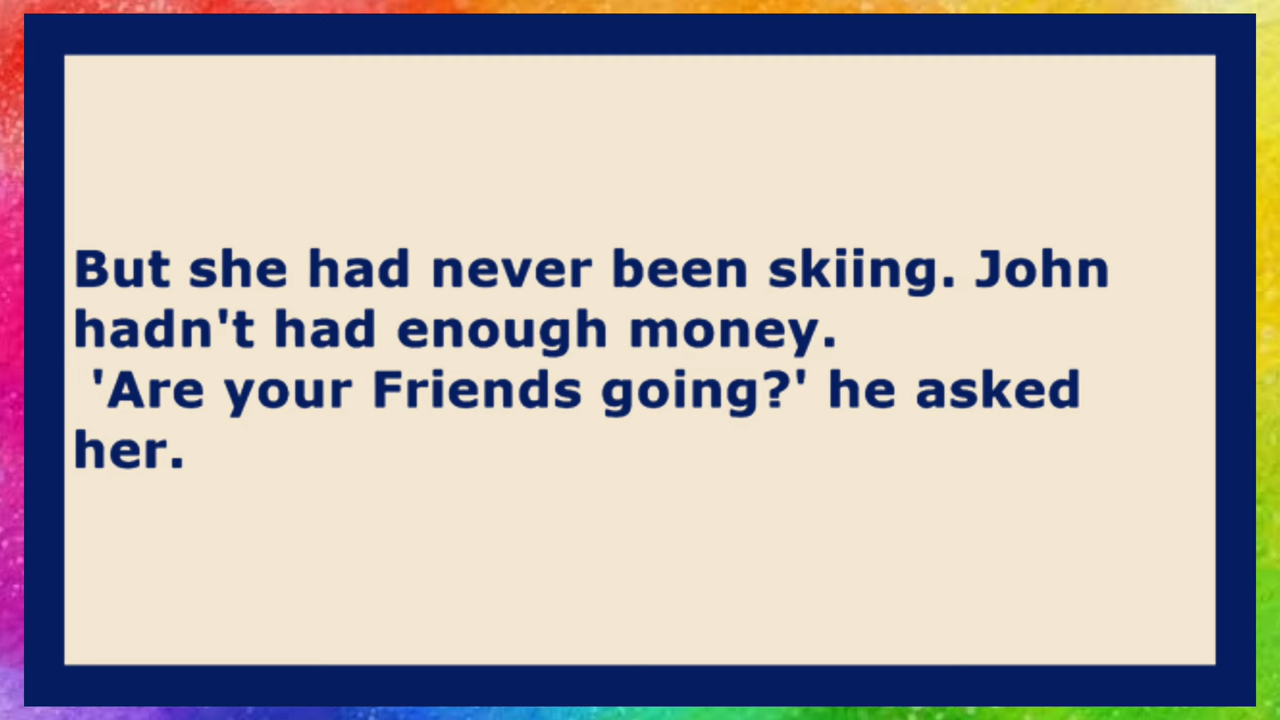 But she had never been skiing. John
hadn't had enough money.
'Are your Friends going?' he asked
her.